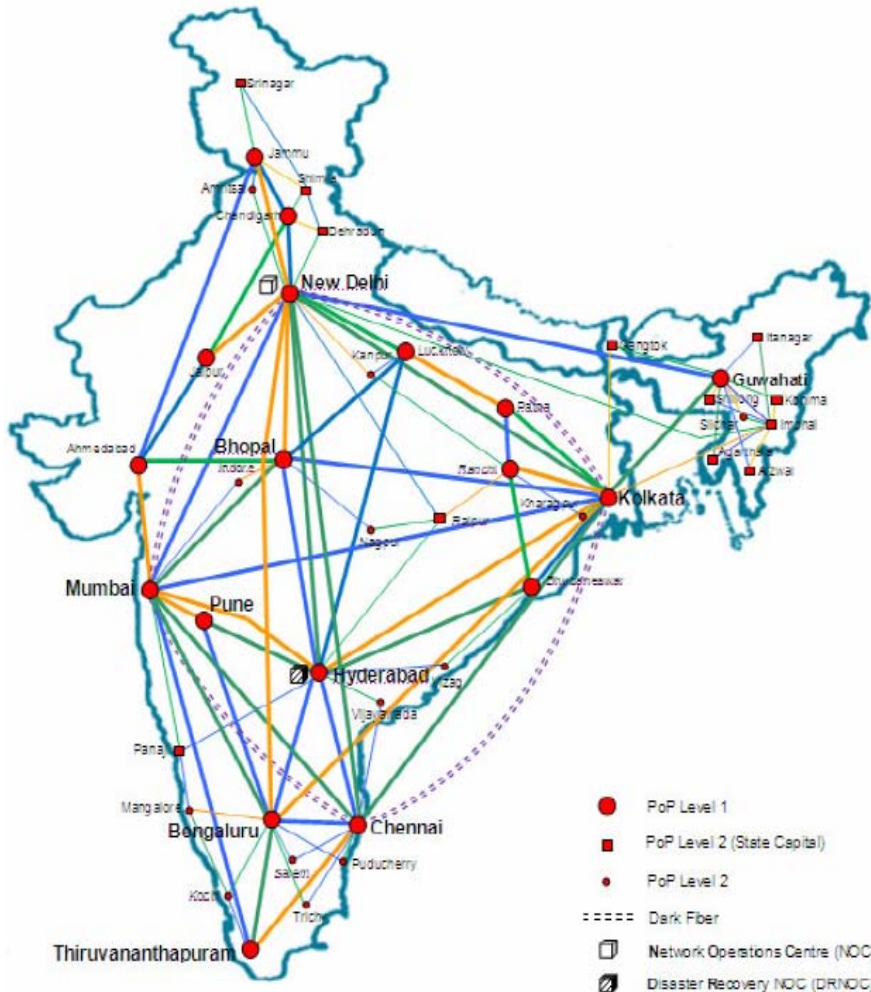 Srinagar
Jammu
Shimla
Amritsar
Chandigarh
Dehradun
New Delhi
Gangtok
Itanagar
Kanpur
Lucknow
Jaipur
Guwahati
Shillong
Kohima
Patna
Silchar
Imphal
Ahmedabad
Bhopal
Indore
Ranchi
Agarthala
Aizwal
Kolkata
Kharagpur
Raipur
Nagpur
Mumbai
Bhubaneswar
Pune
Hyderabad
Vizag
Vijayawada
Panaji
Mangalore
Bengaluru
Chennai
Salem
Puducherry
Kochi
Trichy
Thiruvananthapuram
PoP Level 1
PoP Level 2 (State Capital)
PoP Level 2
Dark Fiber
Network Operations Centre (NOC
Disaster Recovery NOC (DRNOC)